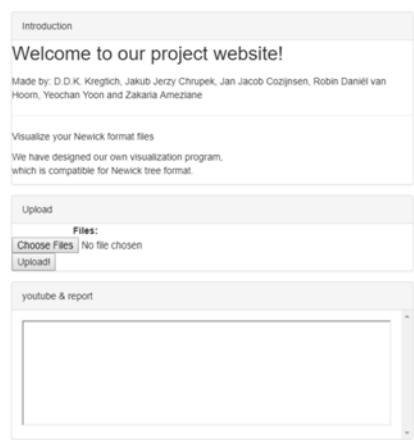 Introduction
Welcome to our project website!
Made by: D.D.K. Kregtich, Jakub Jerzy Chrupek, Jan Jacob Cozijnsen, Robin Daniël van
Hoorn, Yeochan Yoon and Zakaria Ameziane
Visualize your Newick format files
We have designed our own visualization program,
which is compatible for Newick tree format.
Upload
Files:
Choose Files No file chosen
Upload!
youtube & report